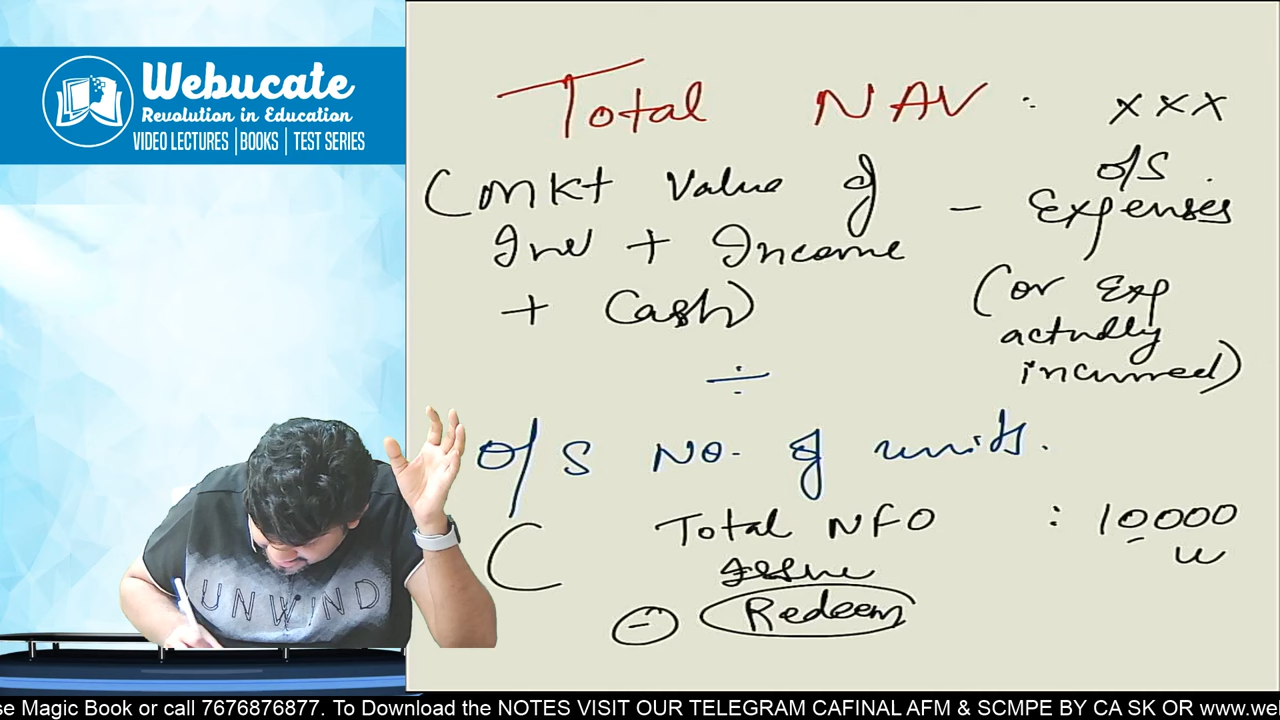 Webucate
Revolution in Education
VIDEO LECTURES | BOOKS | TEST SERIES
Total NAV : xxx
(Mkt Value of
Inv + Income
+ Cash)
- O/S.
Expenses
(or Exp
actually
incurred)
÷
O/S No. of units.
( Total NFO : 10000
Issue u
- Redeem
UNWIND
se Magic Book or call 7676876877. To Download the NOTES VISIT OUR TELEGRAM CAFINAL AFM & SCMPE BY CA SK OR www.we